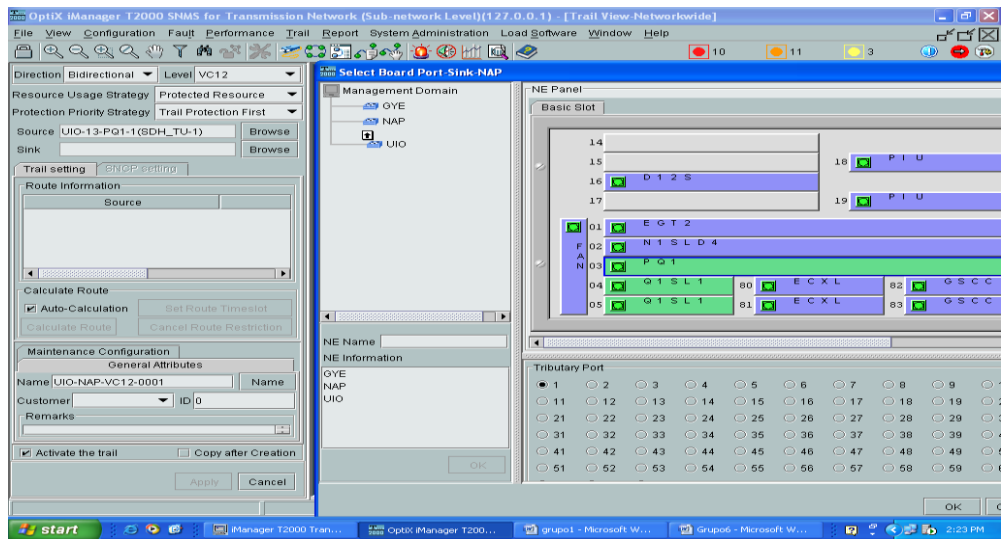 OptiX iManager T2000 SNMS for Transmission Network (Sub-network Level)(127.0.0.1) - [Trail View-Networkwide]
File View Configuration Fault Performance Trail Report System Administration Load Software Window Help
10 11 3
Direction Bidirectional Level VC12
Resource Usage Strategy Protected Resource
Protection Priority Strategy Trail Protection First
Source UIO-13-PQ1-1(SDH_TU-1) Browse
Sink Browse
Trail setting SNCP setting
Route Information
Source
Calculate Route
Auto-Calculation Set Route Timeslot
Calculate Route Cancel Route Restriction
Maintenance Configuration
General Attributes
Name UIO-NAP-VC12-0001 Name
Customer ID 0
Remarks
Activate the trail Copy after Creation
Apply Cancel
Select Board Port-Sink-NAP
Management Domain
GYE
NAP
UIO
NE Name
NE Information
GYE
NAP
UIO
OK
NE Panel
Basic Slot
14
15 18 PIU
16 D12S
17 19 PIU
FAN
01 EGT2
02 N1SLD4
03 PQ1
04 Q1SL1 80 ECXL 82 GSCC
05 Q1SL1 81 ECXL 83 GSCC
Tributary Port
1 2 3 4 5 6 7 8 9
11 12 13 14 15 16 17 18 19
21 22 23 24 25 26 27 28 29
31 32 33 34 35 36 37 38 39
41 42 43 44 45 46 47 48 49
51 52 53 54 55 56 57 58 59
OK
start iManager T2000 Tran... OptiX iManager T200... grupo1 - Microsoft W... Grupo6 - Microsoft W... 2:23 PM